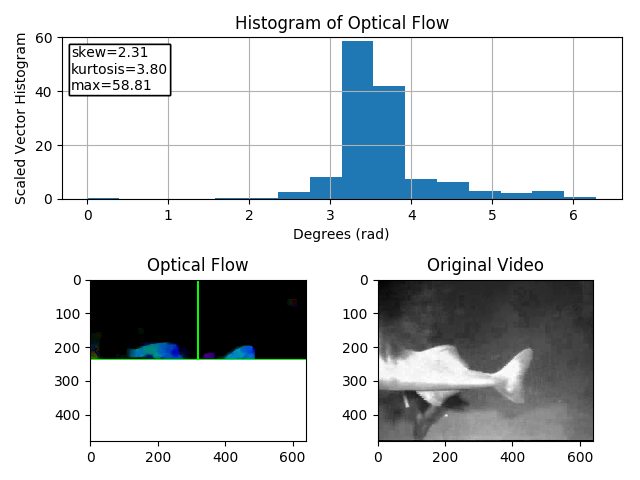 Histogram of Optical Flow
Scaled Vector Histogram
skew=2.31
kurtosis=3.80
max=58.81
60
40
20
0
0 1 2 3 4 5 6
Degrees (rad)
Optical Flow
0
100
200
300
400
0 200 400 600
Original Video
0
100
200
300
400
0 200 400 600